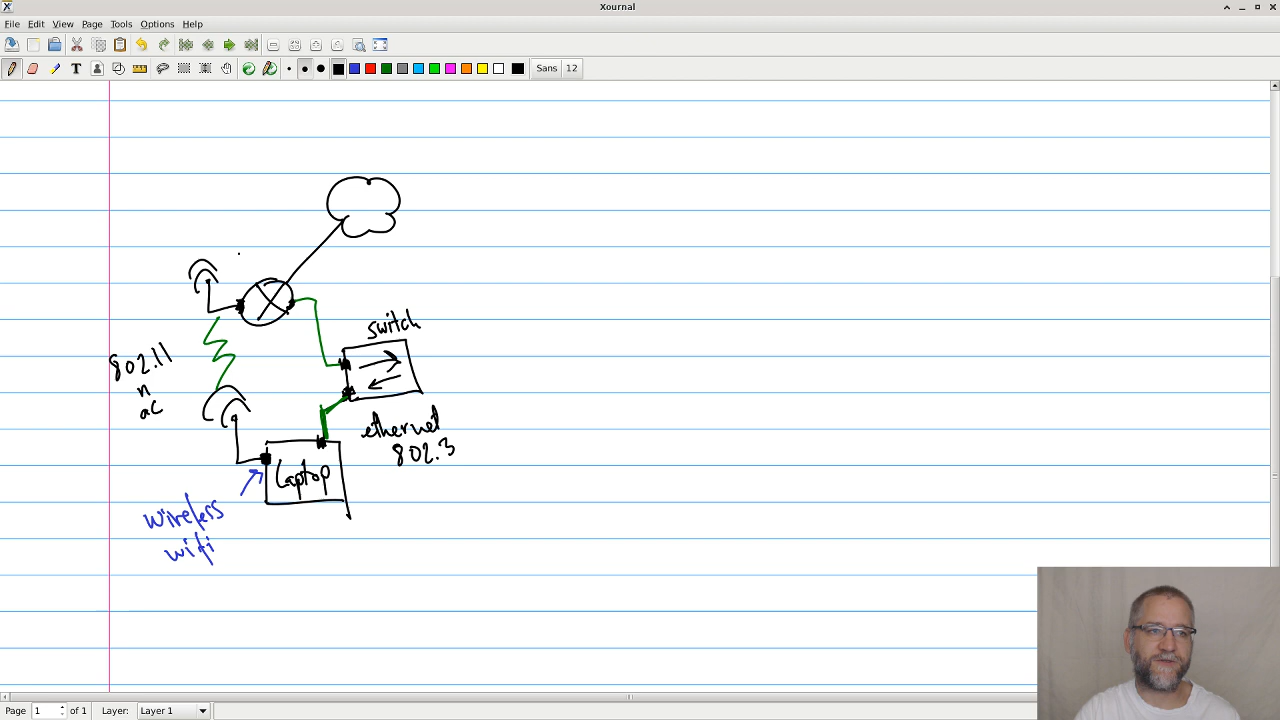 Xournal
File Edit View Page Tools Options Help
Sans 12
switch
802.11
n
ac
ethernet
802.3
Laptop
wireless
wifi
Page 1 of 1 Layer: Layer 1